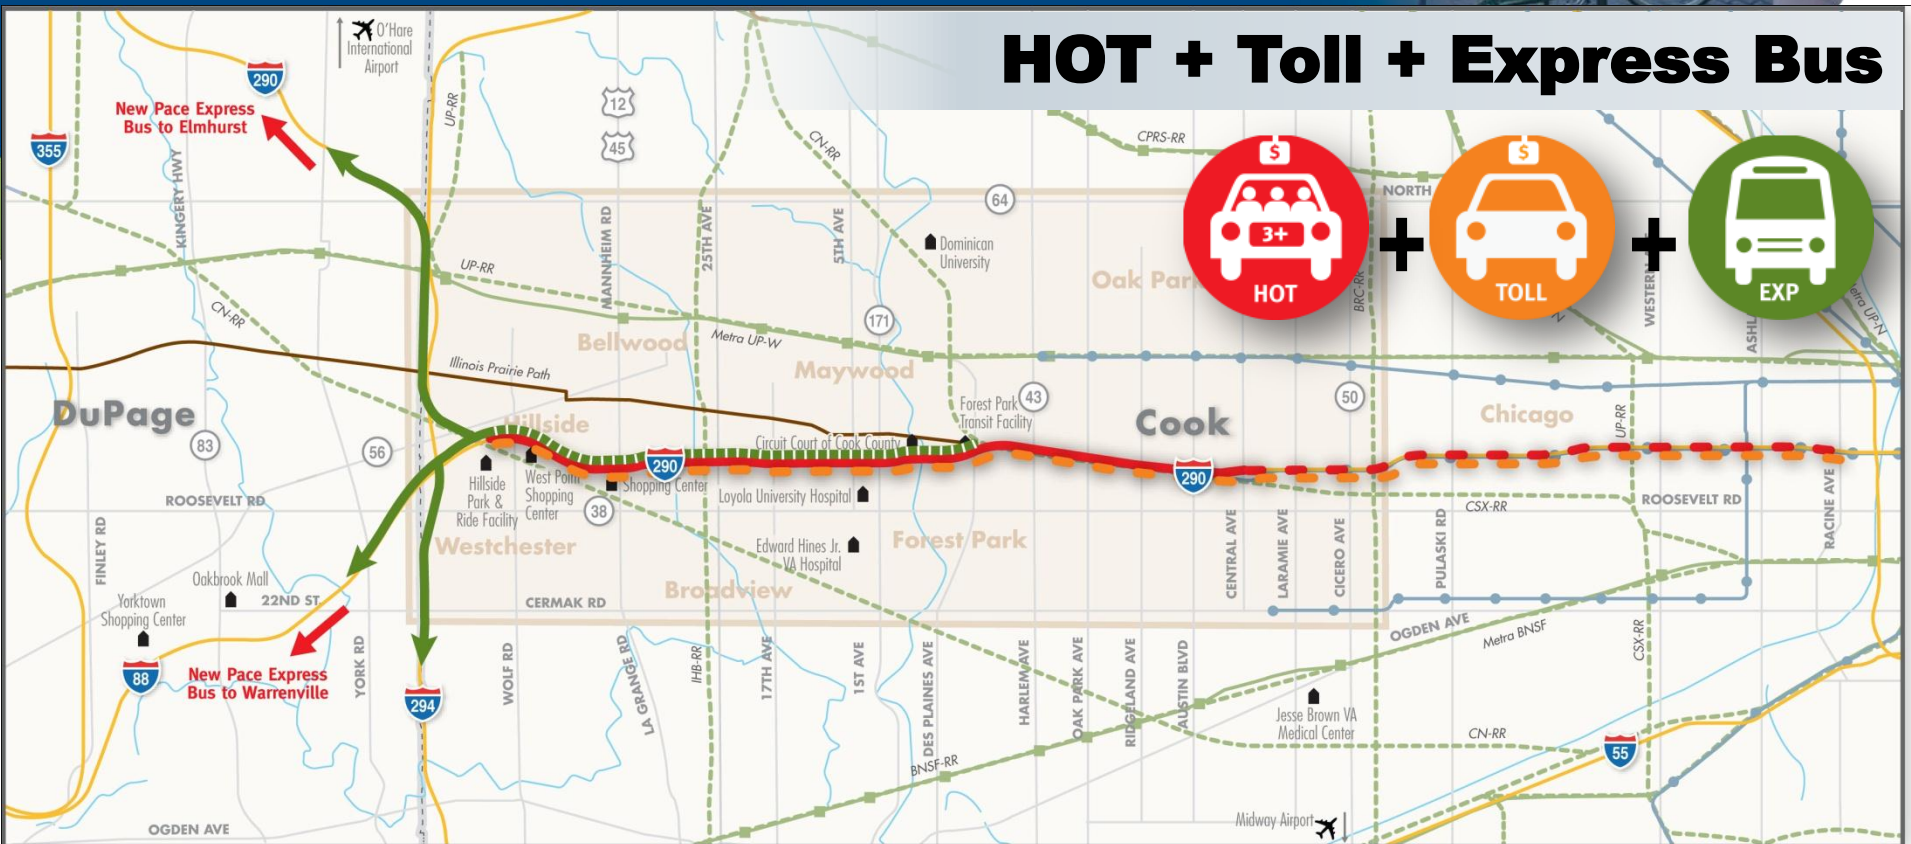 HOT + Toll + Express Bus
O'Hare
International
Airport
290
New Pace Express
Bus to Elmhurst
355
UP-RR
12
45
CN-RR
CPRS-RR
$
3+
HOT
+
$
TOLL
+
EXP
NORTH
64
KINGERY HWY
MANNHEIM RD
25TH AVE
5TH AVE
Dominican
University
Oak Park
BRC-RR
WESTERN
ASHL
Metra UP-N
UP-RR
CN-RR
171
Bellwood
Metra UP-W
Illinois Prairie Path
Maywood
DuPage
83
56
Hillside
Forest Park
Transit Facility
43
Cook
50
Chicago
UP-RR
Circuit Court of Cook County
290
290
Hillside
Park &
Ride Facility
West Point
Shopping
Center
Shopping Center
Loyola University Hospital
38
ROOSEVELT RD
CSX-RR
ROOSEVELT RD
RACINE AVE
FINLEY RD
Westchester
Edward Hines Jr.
VA Hospital
Forest Park
CENTRAL AVE
LARAMIE AVE
CICERO AVE
PULASKI RD
Oakbrook Mall
22ND ST
Yorktown
Shopping Center
CERMAK RD
Broadview
OGDEN AVE
Metra BNSF
CSX-RR
88
New Pace Express
Bus to Warrenville
YORK RD
294
WOLF RD
LA GRANGE RD
IHB-RR
17TH AVE
1ST AVE
DES PLAINES AVE
HARLEM AVE
OAK PARK AVE
RIDGELAND AVE
AUSTIN BLVD
Jesse Brown VA
Medical Center
CN-RR
55
BNSF-RR
OGDEN AVE
Midway Airport